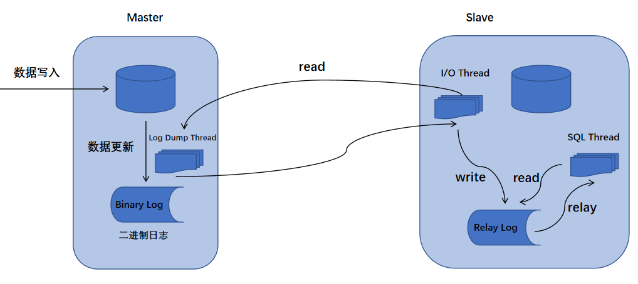 Master
Slave
数据写入
read
I/O Thread
数据更新
Log Dump Thread
SQL Thread
write
read
relay
Binary Log
Relay Log
二进制日志